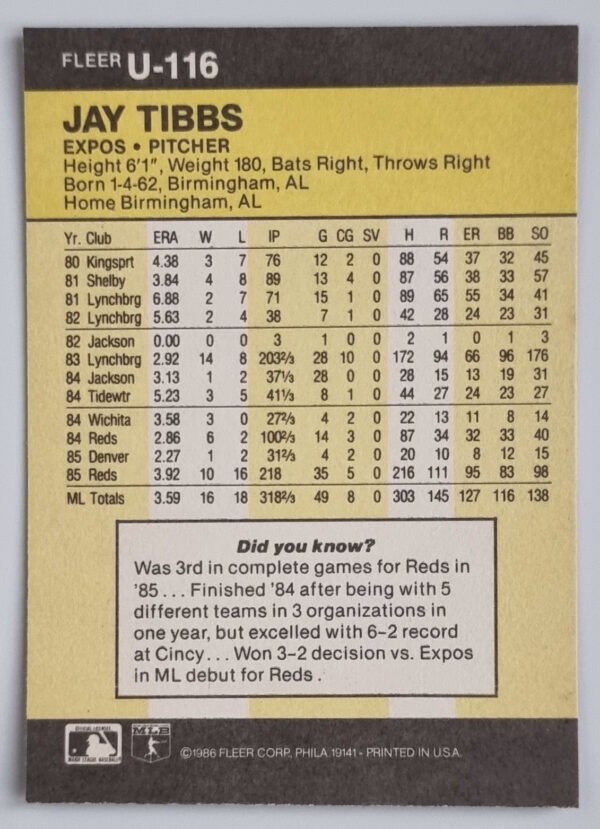 FLEER U-116
JAY TIBBS
EXPOS • PITCHER
Height 6'1", Weight 180, Bats Right, Throws Right
Born 1-4-62, Birmingham, AL
Home Birmingham, AL
Yr. Club ERA W L IP G CG SV H R ER BB SO
80 Kingsprt 4.38 3 7 76 12 2 0 88 54 37 32 45
81 Shelby 3.84 4 8 89 13 4 0 87 56 38 33 57
81 Lynchbrg 6.88 2 7 71 15 1 0 89 65 55 34 41
82 Lynchbrg 5.63 2 4 38 7 1 0 42 28 24 23 31
82 Jackson 0.00 0 0 3 1 0 0 2 1 0 1 3
83 Lynchbrg 2.92 14 8 203⅔ 28 10 0 172 94 66 96 176
84 Jackson 3.13 1 2 37⅓ 28 0 0 28 15 13 19 31
84 Tidewtr 5.23 3 5 41⅓ 8 1 0 44 27 24 23 27
84 Wichita 3.58 3 0 27⅔ 4 2 0 22 13 11 8 14
84 Reds 2.86 6 2 100⅔ 14 3 0 87 34 32 33 40
85 Denver 2.27 1 2 31⅔ 4 2 0 20 10 8 12 15
85 Reds 3.92 10 16 218 35 5 0 216 111 95 83 98
ML Totals 3.59 16 18 318⅔ 49 8 0 303 145 127 116 138
Did you know?
Was 3rd in complete games for Reds in
'85... Finished '84 after being with 5
different teams in 3 organizations in
one year, but excelled with 6-2 record
at Cincy... Won 3-2 decision vs. Expos
in ML debut for Reds.
MAJOR LEAGUE BASEBALL
©1986 FLEER CORP., PHILA. 19141 - PRINTED IN U.S.A.